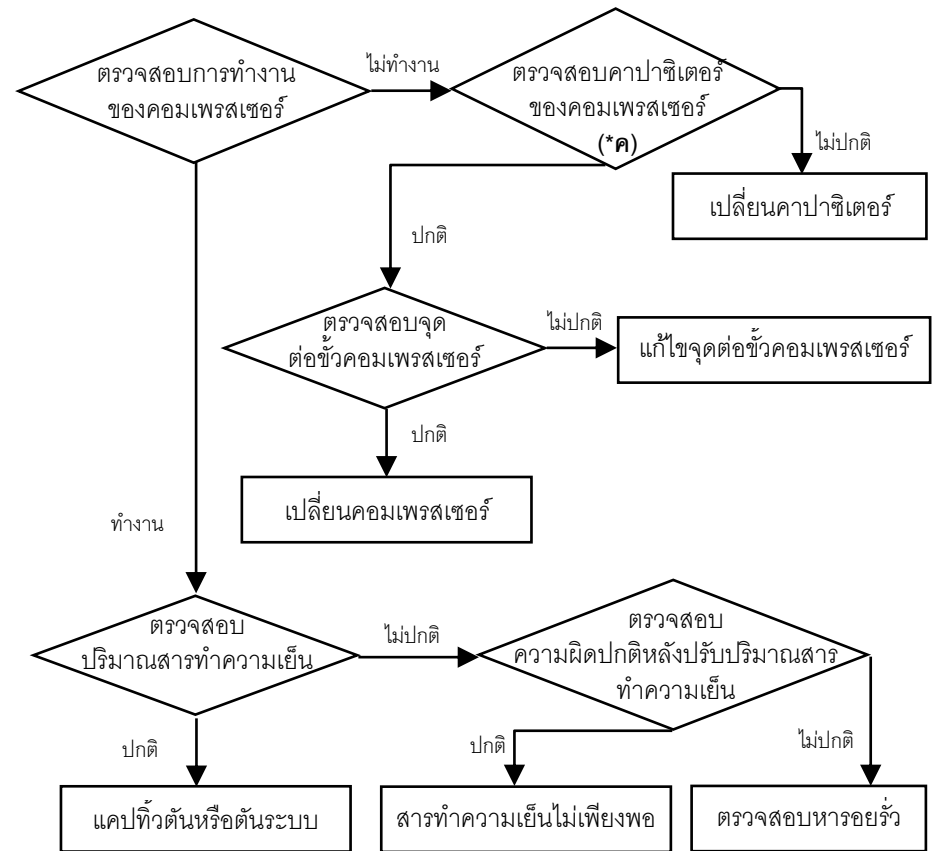 ตรวจสอบการทำงาน
ของคอมเพรสเซอร์
ไม่ทำงาน
ตรวจสอบคาปาซิเตอร์
ของคอมเพรสเซอร์
(*ค)
ไม่ปกติ
เปลี่ยนคาปาซิเตอร์
ปกติ
ตรวจสอบจุด
ต่อขั้วคอมเพรสเซอร์
ไม่ปกติ
แก้ไขจุดต่อขั้วคอมเพรสเซอร์
ปกติ
เปลี่ยนคอมเพรสเซอร์
ทำงาน
ตรวจสอบ
ปริมาณสารทำความเย็น
ไม่ปกติ
ตรวจสอบ
ความผิดปกติหลังปรับปริมาณสาร
ทำความเย็น
ปกติ
ปกติ
ไม่ปกติ
แคปทิ้วตันหรือตันระบบ
สารทำความเย็นไม่เพียงพอ
ตรวจสอบหารอยรั่ว